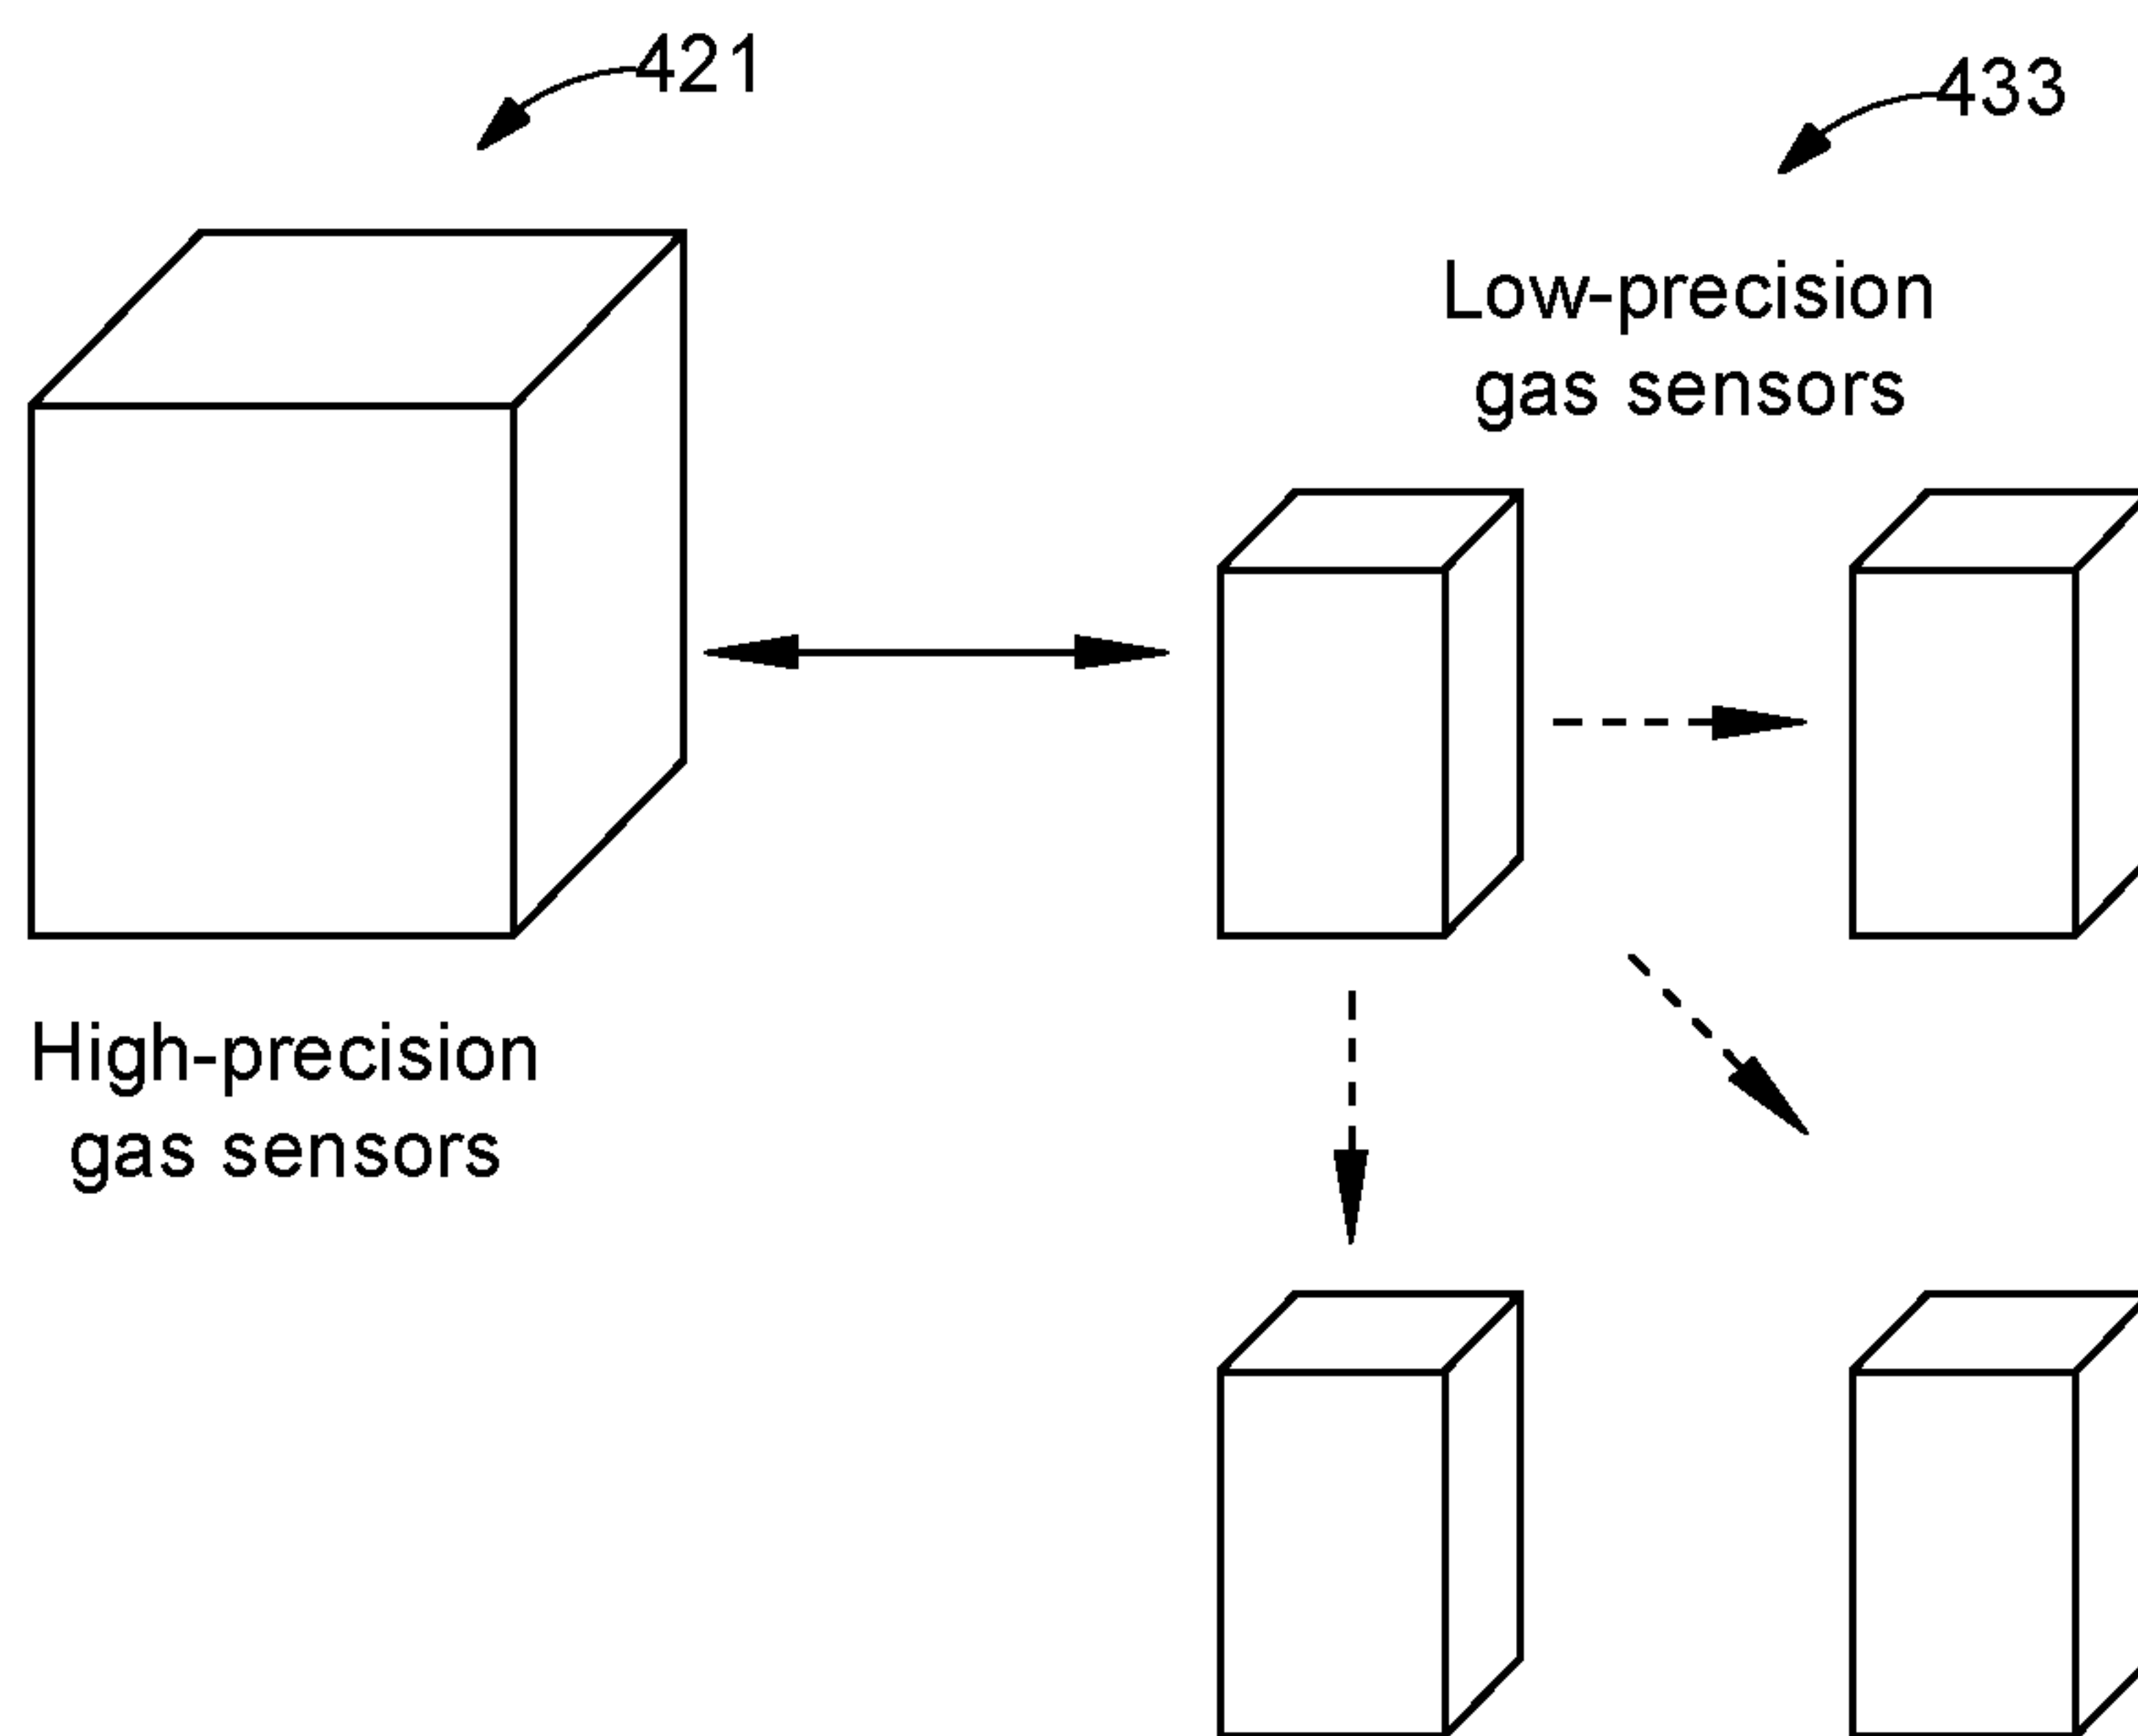 421
433
Low-precision
gas sensors
High-precision
gas sensors